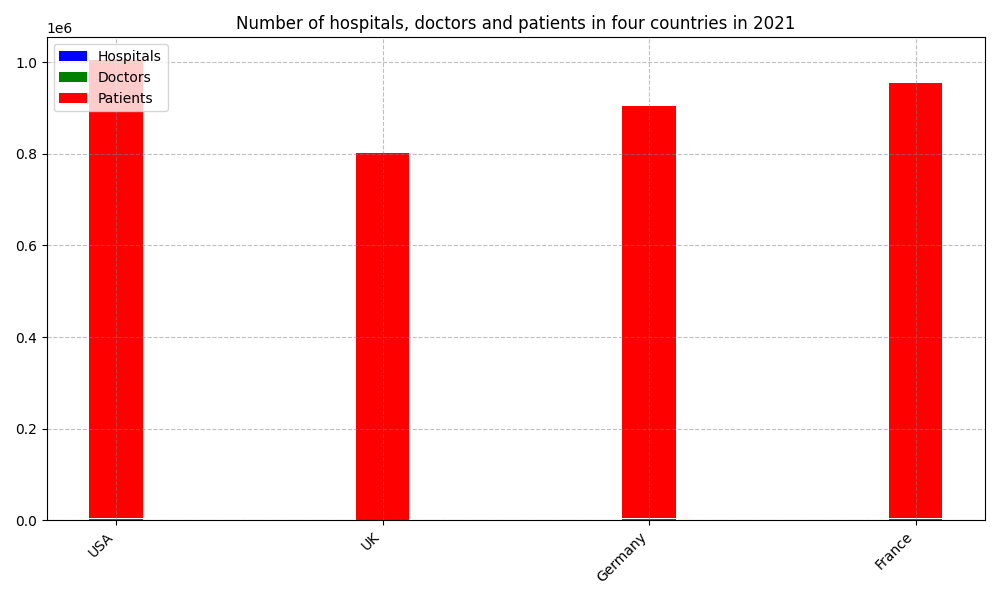 Number of hospitals, doctors and patients in four countries in 2021
1e6
Hospitals
Doctors
Patients
1.0
0.8
0.6
0.4
0.2
0.0
USA
UK
Germany
France